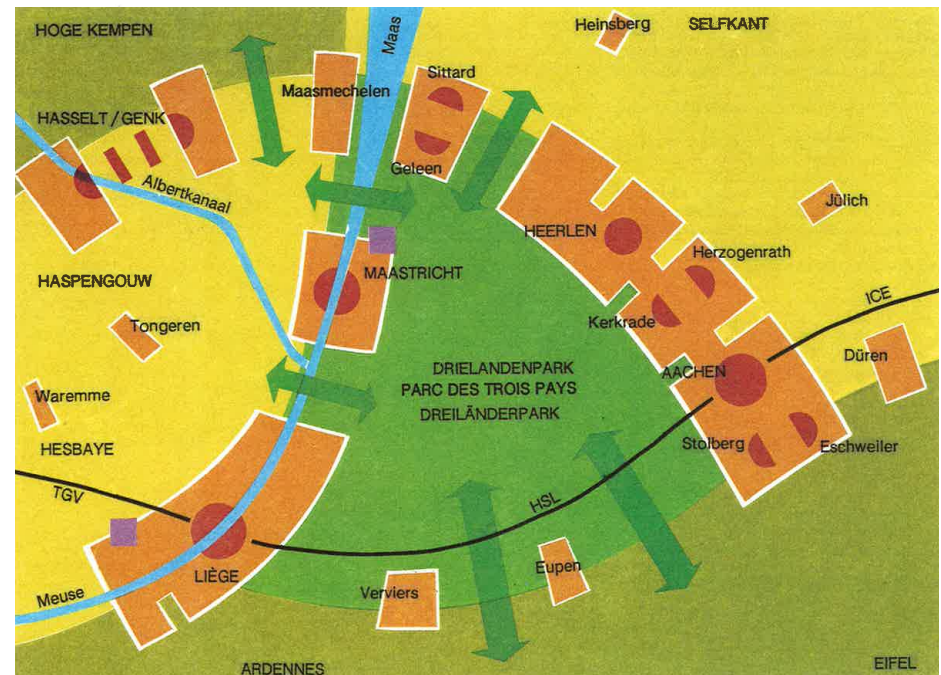 HOGE KEMPEN
Maas
Heinsberg
SELFKANT
Sittard
Maasmechelen
HASSELT / GENK
Geleen
Albertkanaal
Jülich
HEERLEN
Herzogenrath
MAASTRICHT
HASPENGOUW
ICE
Tongeren
Kerkrade
Düren
DRIELANDENPARK
PARC DES TROIS PAYS
DREILÄNDERPARK
AACHEN
Waremme
HESBAYE
Stolberg
Eschweiler
TGV
HSL
LIÈGE
Eupen
Verviers
Meuse
ARDENNES
EIFEL